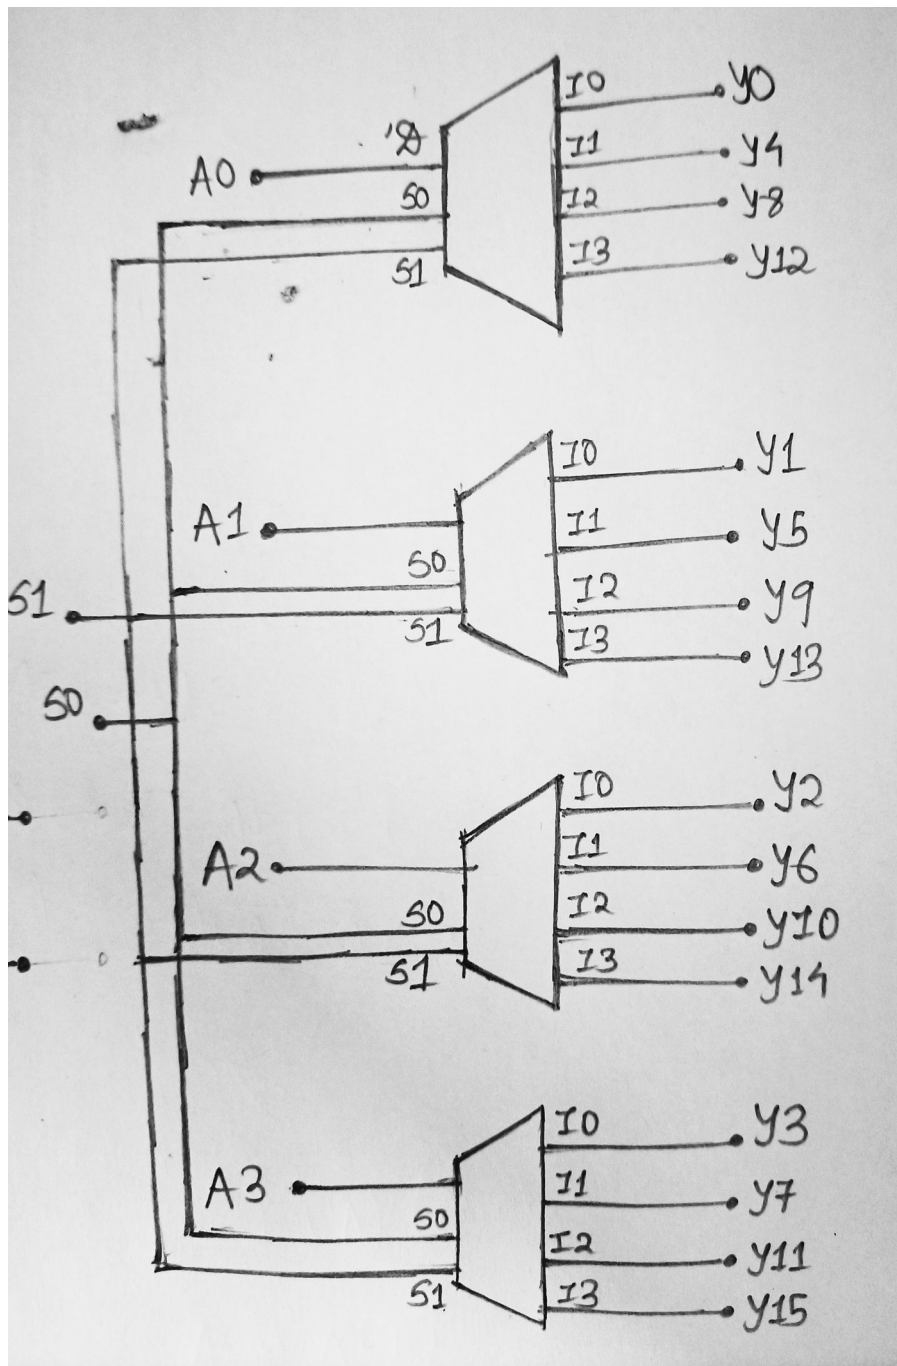 I0 Y0
'D I1 Y4
A0
S0 I2 Y8
S1 I3 Y12
I0 Y1
A1 I1 Y5
S0 I2 Y9
S1 S1 I3 Y13
S0
I0 Y2
A2 I1 Y6
S0 I2 Y10
S1 I3 Y14
I0 Y3
A3 I1 Y7
S0 I2 Y11
S1 I3 Y15